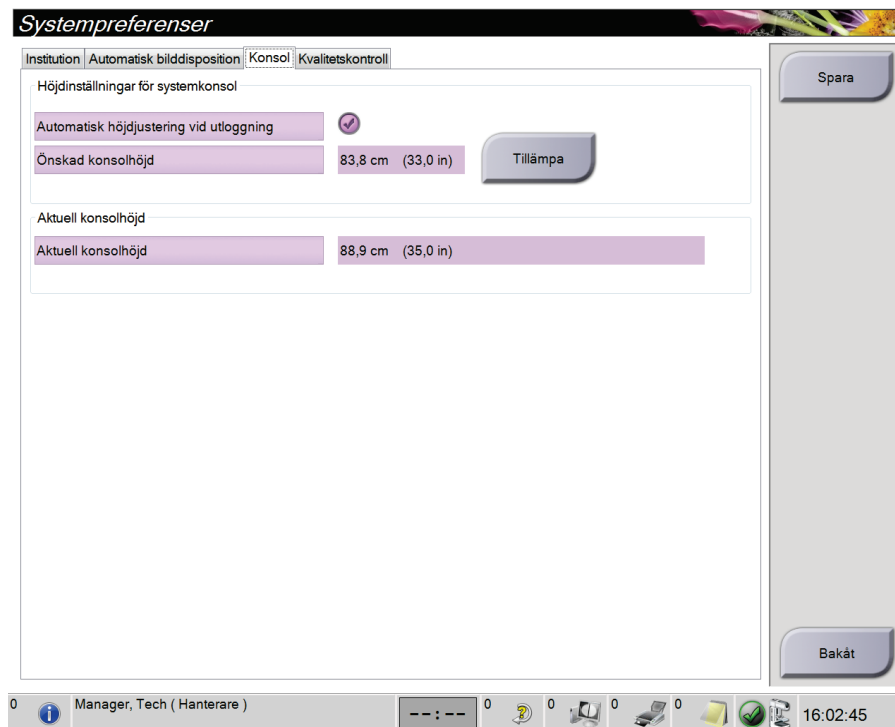 Systempreferenser
Institution Automatisk bilddisposition Konsol Kvalitetskontroll
Spara
Höjdinställningar för systemkonsol
Automatisk höjdjustering vid utloggning
Önskad konsolhöjd 83,8 cm (33,0 in) Tillämpa
Aktuell konsolhöjd
Aktuell konsolhöjd 88,9 cm (35,0 in)
Bakåt
0 Manager, Tech ( Hanterare ) --:-- 0 0 0 0 16:02:45